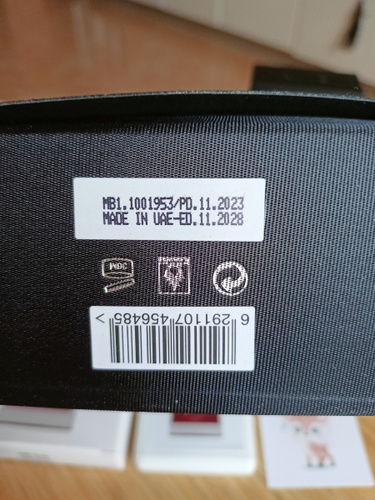 MB1.1001953/PD.11.2023
MADE IN UAE-ED.11.2028
6 291107 456485 >